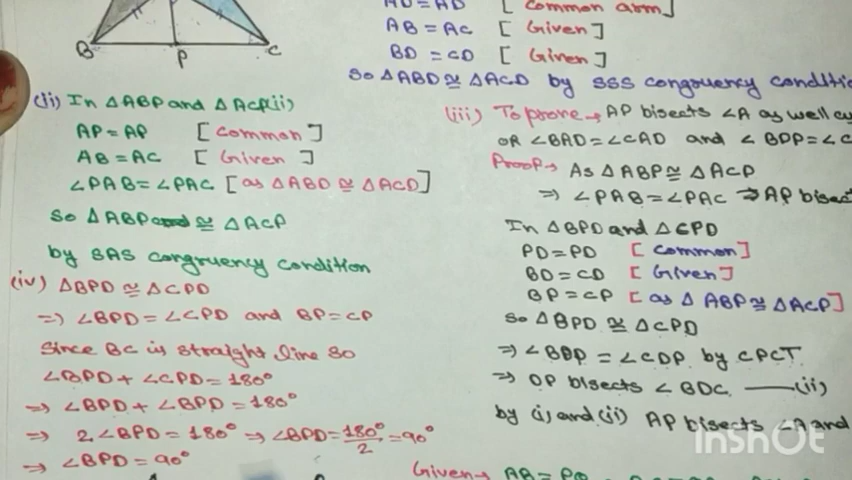 B P C
AD = AD [Common arm]
AB = AC [Given]
BD = CD [Given]
So △ABD ≅ △ACD by SSS congruency conditio
(ii) In △ABP and △ACP(ii)
AP = AP [Common]
AB = AC [Given]
∠PAB = ∠PAC [as △ABD ≅ △ACD]
So △ABP ≅ △ACP
by SAS congruency condition
(iv) △BPD ≅ △CPD
⇒ ∠BPD = ∠CPD and BP = CP
Since BC is straight line so
∠BPD + ∠CPD = 180°
⇒ ∠BPD + ∠BPD = 180°
⇒ 2∠BPD = 180° ⇒ ∠BPD = 180°/2 = 90°
⇒ ∠BPD = 90°
(iii) To prove → AP bisects ∠A as well
OR ∠BAD = ∠CAD and ∠BDP = ∠C
Proof → As △ABP ≅ △ACP
⇒ ∠PAB = ∠PAC ⇒ AP bisect
In △BPD and △CPD
PD = PD [Common]
BD = CD [Given]
BP = CP [as △ABP ≅ △ACP]
So △BPD ≅ △CPD
⇒ ∠BDP = ∠CDP by CPCT
⇒ DP bisects ∠BDC ——(ii)
by (i) and (ii) AP bisects ∠A and
Given → AB = PQ
InShOt